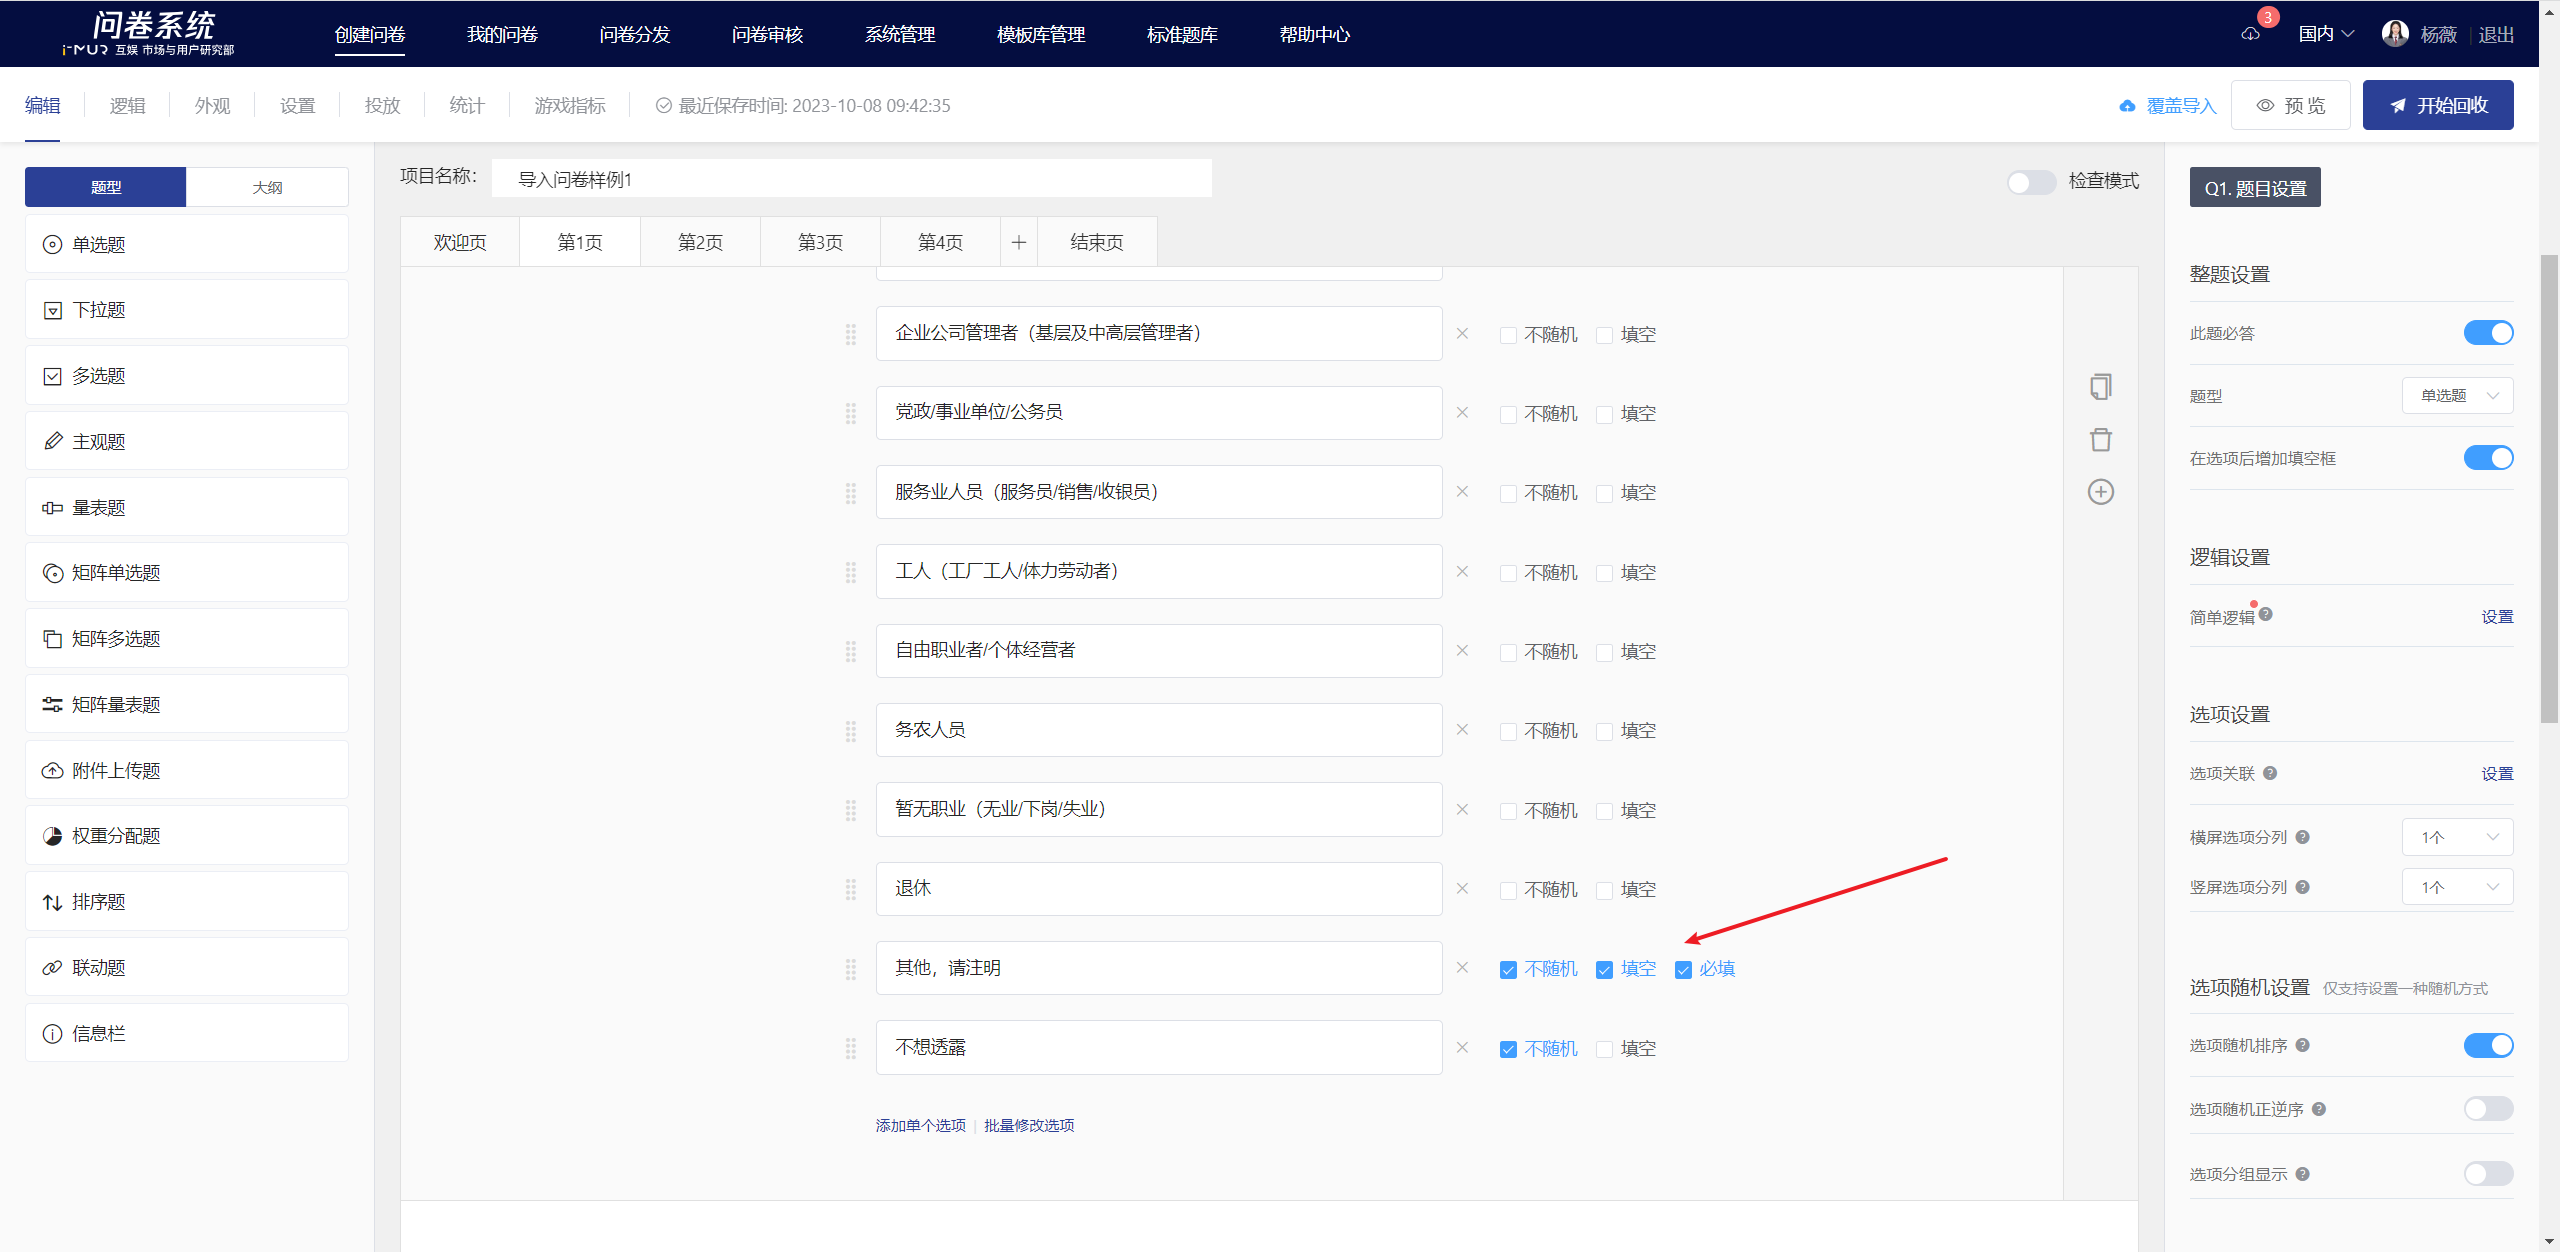 问卷系统
i-MUR 互娱 市场与用户研究部
创建问卷 我的问卷 问卷分发 问卷审核 系统管理 模板库管理 标准题库 帮助中心
3
国内 杨薇 退出
编辑 逻辑 外观 设置 投放 统计 游戏指标 最近保存时间: 2023-10-08 09:42:35
覆盖导入 预 览 开始回收
题型 大纲
单选题
下拉题
多选题
主观题
量表题
矩阵单选题
矩阵多选题
矩阵量表题
附件上传题
权重分配题
排序题
联动题
信息栏
项目名称: 导入问卷样例1
检查模式
欢迎页 第1页 第2页 第3页 第4页 + 结束页
企业公司管理者（基层及中高层管理者） × 不随机 填空
党政/事业单位/公务员 × 不随机 填空
服务业人员（服务员/销售/收银员） × 不随机 填空
工人（工厂工人/体力劳动者） × 不随机 填空
自由职业者/个体经营者 × 不随机 填空
务农人员 × 不随机 填空
暂无职业（无业/下岗/失业） × 不随机 填空
退休 × 不随机 填空
其他，请注明 × 不随机 填空 必填
不想透露 × 不随机 填空
添加单个选项 | 批量修改选项
Q1. 题目设置
整题设置
此题必答
题型 单选题
在选项后增加填空框
逻辑设置
简单逻辑 ? 设置
选项设置
选项关联 ? 设置
横屏选项分列 ? 1个
竖屏选项分列 ? 1个
选项随机设置 仅支持设置一种随机方式
选项随机排序 ?
选项随机正逆序 ?
选项分组显示 ?